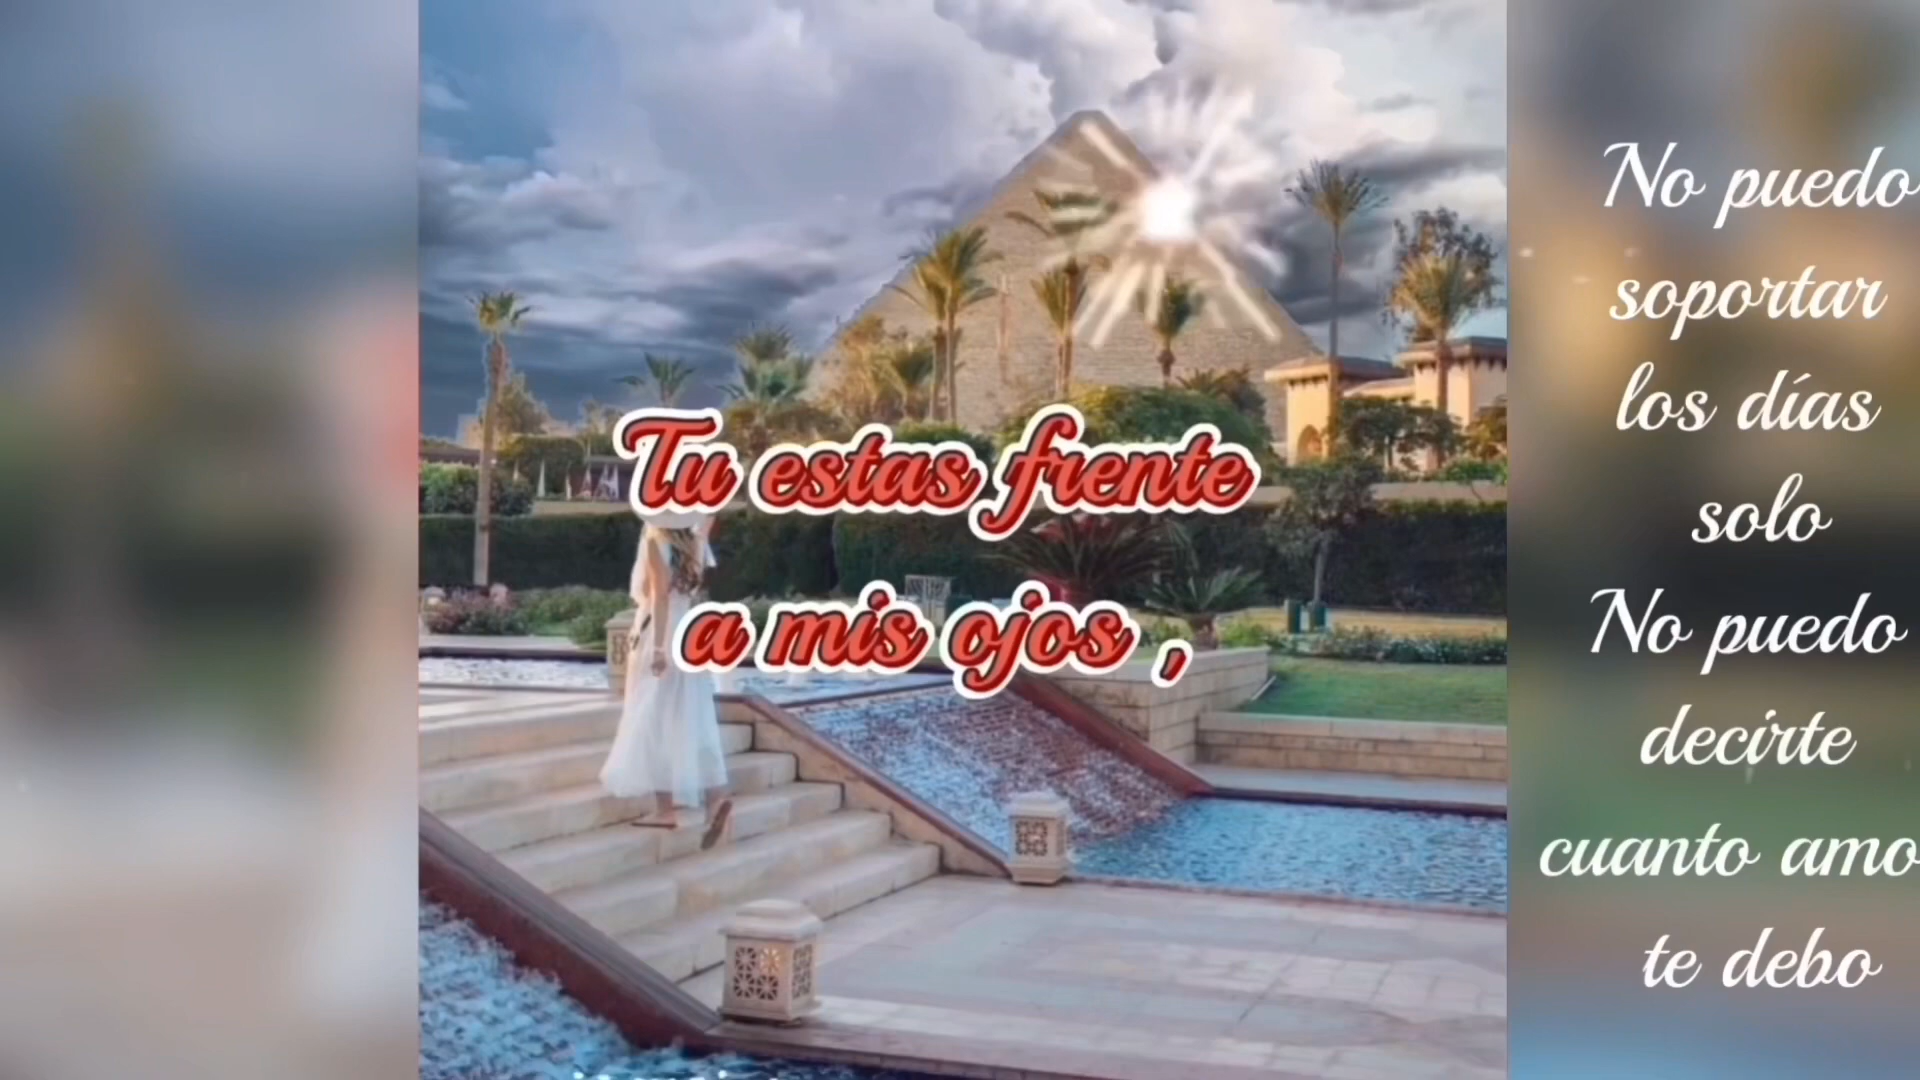 Tu estas frente
a mis ojos ,
No puedo
soportar
los días
solo
No puedo
decirte
cuanto amo
te debo